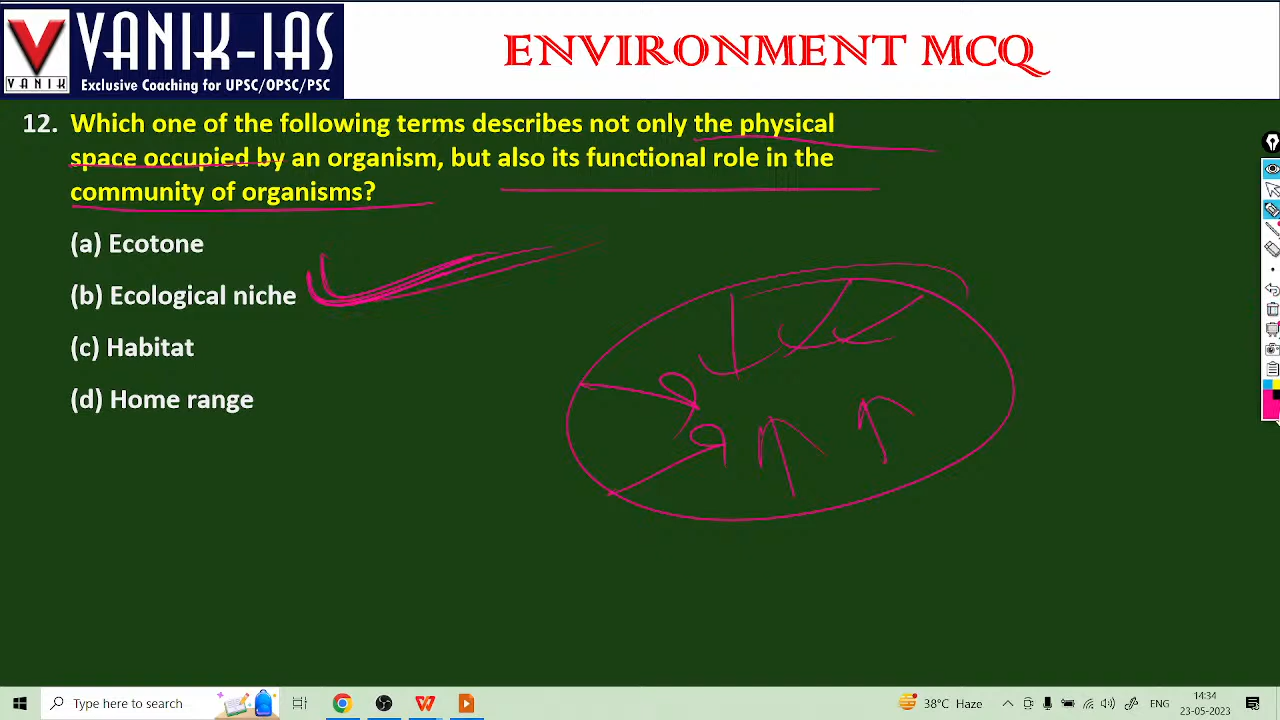 VANIK-IAS
VANIK
Exclusive Coaching for UPSC/OPSC/PSC
ENVIRONMENT MCQ
12. Which one of the following terms describes not only the physical
space occupied by an organism, but also its functional role in the
community of organisms?
(a) Ecotone
(b) Ecological niche
(c) Habitat
(d) Home range
Type here to search
38°C Haze
ENG
14:34
23-05-2023